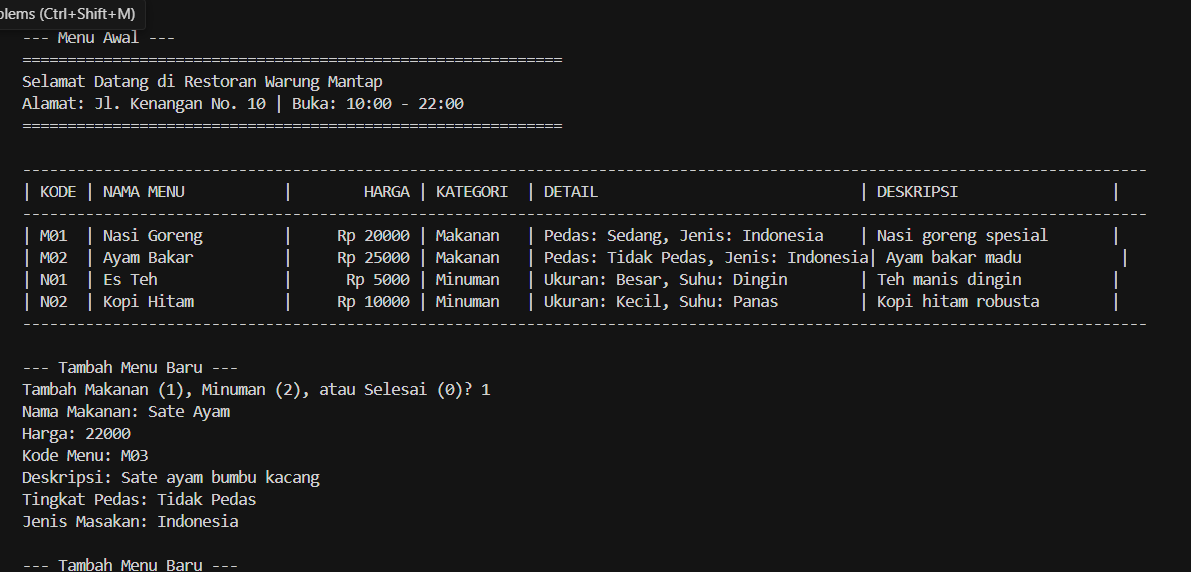 olems (Ctrl+Shift+M)
--- Menu Awal ---
============================================================
Selamat Datang di Restoran Warung Mantap
Alamat: Jl. Kenangan No. 10 | Buka: 10:00 - 22:00
============================================================
-----------------------------------------------------------------------------------------------------------------------------
| KODE | NAMA MENU           |        HARGA | KATEGORI  | DETAIL                             | DESKRIPSI                 |
-----------------------------------------------------------------------------------------------------------------------------
| M01  | Nasi Goreng         |     Rp 20000 | Makanan   | Pedas: Sedang, Jenis: Indonesia    | Nasi goreng spesial       |
| M02  | Ayam Bakar          |     Rp 25000 | Makanan   | Pedas: Tidak Pedas, Jenis: Indonesia| Ayam bakar madu           |
| N01  | Es Teh              |      Rp 5000 | Minuman   | Ukuran: Besar, Suhu: Dingin        | Teh manis dingin          |
| N02  | Kopi Hitam          |     Rp 10000 | Minuman   | Ukuran: Kecil, Suhu: Panas         | Kopi hitam robusta        |
-----------------------------------------------------------------------------------------------------------------------------
--- Tambah Menu Baru ---
Tambah Makanan (1), Minuman (2), atau Selesai (0)? 1
Nama Makanan: Sate Ayam
Harga: 22000
Kode Menu: M03
Deskripsi: Sate ayam bumbu kacang
Tingkat Pedas: Tidak Pedas
Jenis Masakan: Indonesia
--- Tambah Menu Baru ---